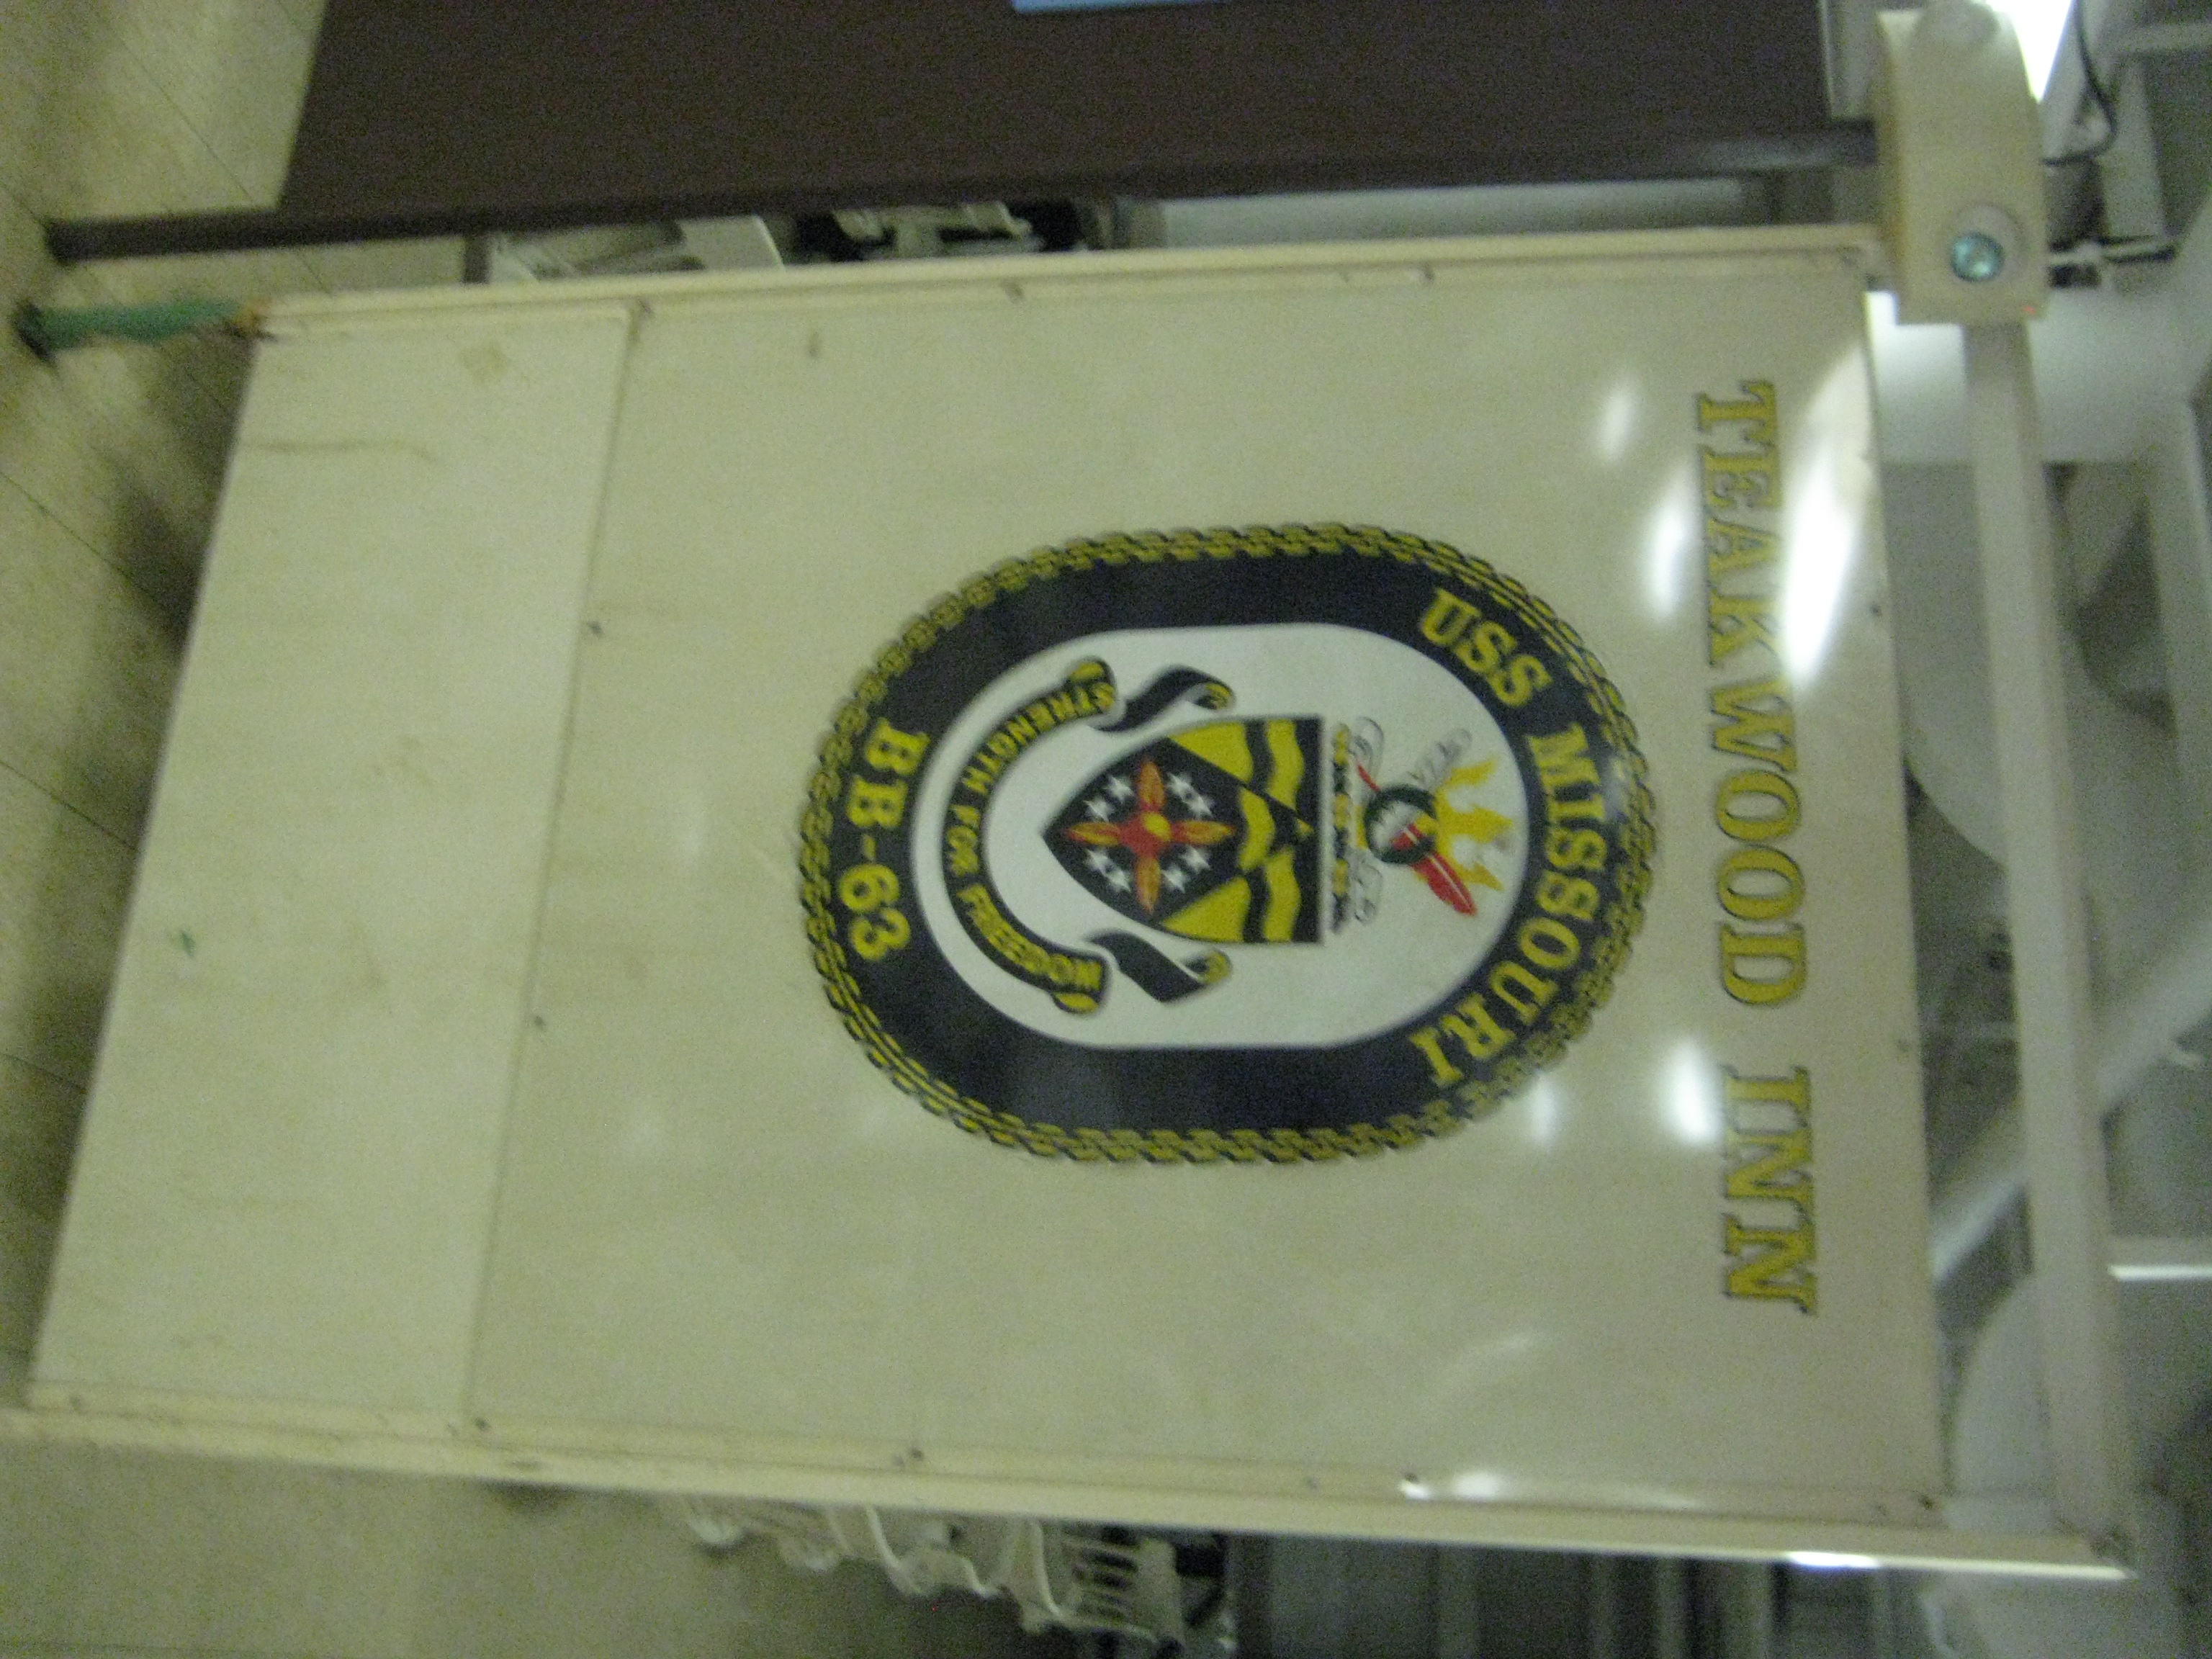 TEAKWOOD INN
USS MISSOURI
STRENGTH FOR FREEDOM
BB-63